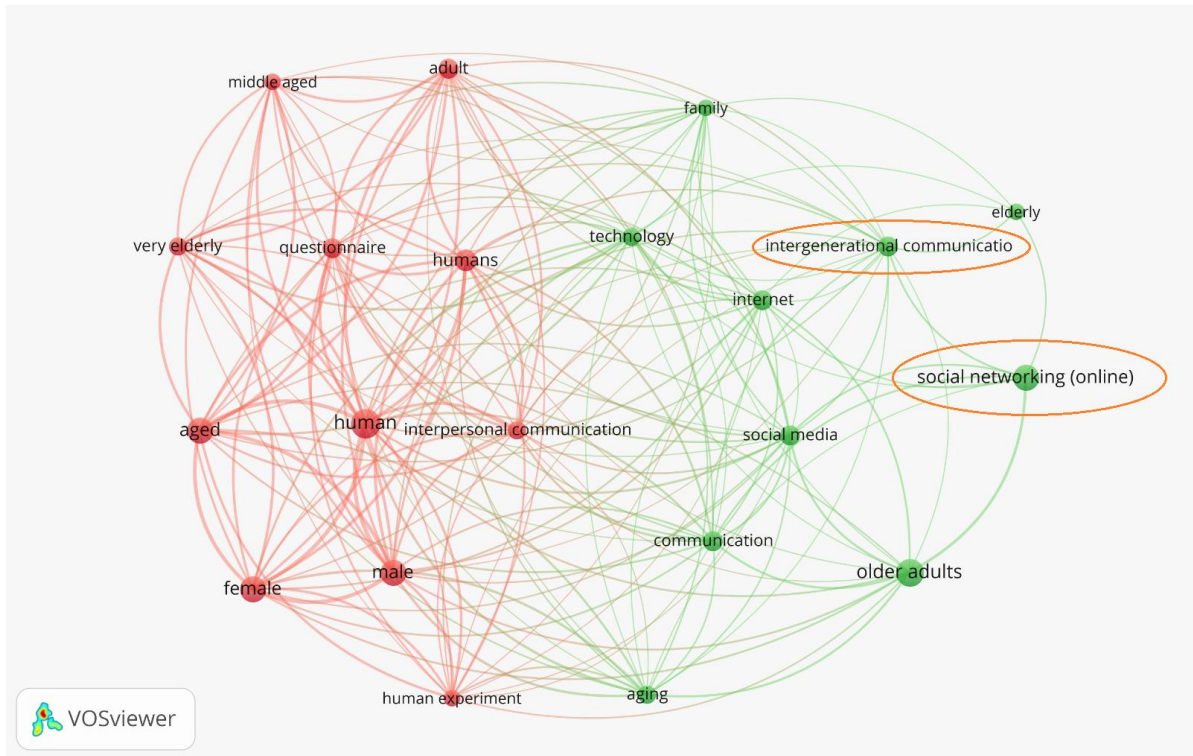 adult
middle aged
family
elderly
technology
intergenerational communicatio
very elderly
questionnaire
humans
internet
social networking (online)
human
aged
interpersonal communication
social media
communication
male
older adults
female
human experiment
aging
VOSviewer